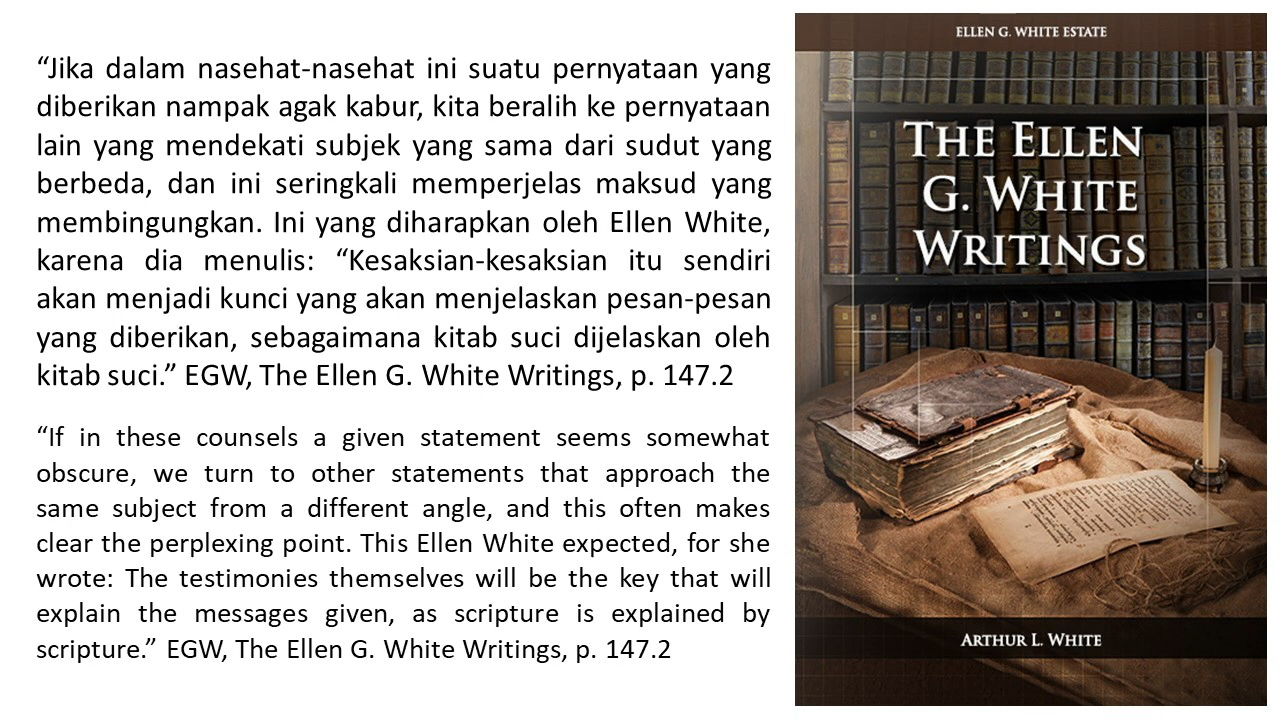 “Jika dalam nasehat-nasehat ini suatu pernyataan yang
diberikan nampak agak kabur, kita beralih ke pernyataan
lain yang mendekati subjek yang sama dari sudut yang
berbeda, dan ini seringkali memperjelas maksud yang
membingungkan. Ini yang diharapkan oleh Ellen White,
karena dia menulis: “Kesaksian-kesaksian itu sendiri
akan menjadi kunci yang akan menjelaskan pesan-pesan
yang diberikan, sebagaimana kitab suci dijelaskan oleh
kitab suci.” EGW, The Ellen G. White Writings, p. 147.2
“If in these counsels a given statement seems somewhat
obscure, we turn to other statements that approach the
same subject from a different angle, and this often makes
clear the perplexing point. This Ellen White expected, for she
wrote: The testimonies themselves will be the key that will
explain the messages given, as scripture is explained by
scripture.” EGW, The Ellen G. White Writings, p. 147.2
ELLEN G. WHITE ESTATE
THE ELLEN
G. WHITE
WRITINGS
ARTHUR L. WHITE